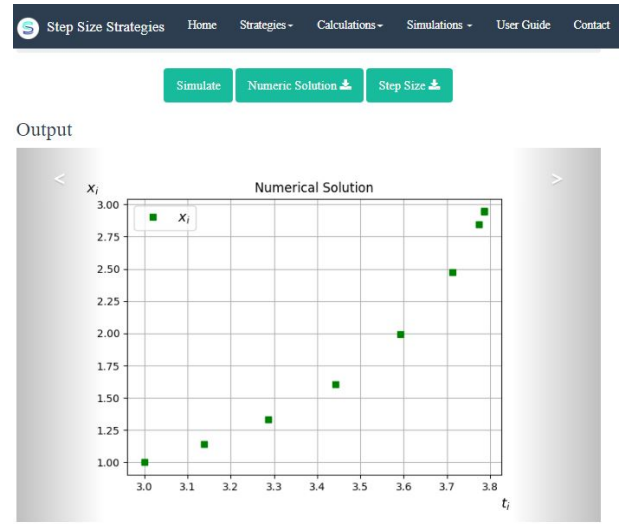 Step Size Strategies Home Strategies Calculations Simulations User Guide Contact
Simulate Numeric Solution Step Size
Output
< >
Numerical Solution
xᵢ
xᵢ
3.00
2.75
2.50
2.25
2.00
1.75
1.50
1.25
1.00
3.0 3.1 3.2 3.3 3.4 3.5 3.6 3.7 3.8
tᵢ